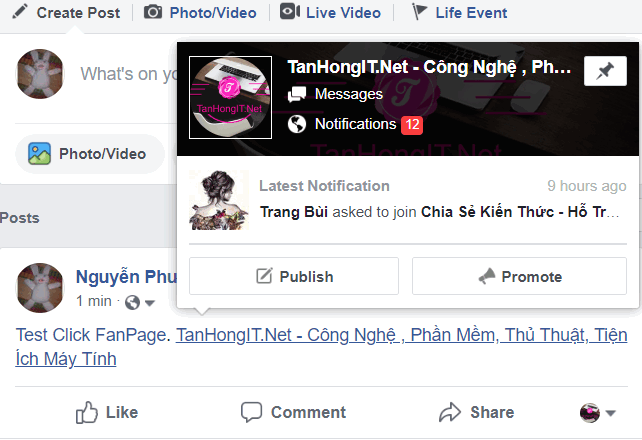 Create Post
Photo/Video
Live Video
Life Event
What's on yo
Photo/Video
Posts
TanHongIT.Net - Công Nghệ , Ph...
Messages
Notifications 12
TanHongIT.Net
T
TanHongIT.Net
Latest Notification
9 hours ago
Trang Bùi asked to join Chia Sẻ Kiến Thức - Hỗ Tr...
Publish
Promote
Nguyễn Phu
1 min ·
Test Click FanPage. TanHongIT.Net - Công Nghệ , Phần Mềm, Thủ Thuật, Tiện
Ích Máy Tính
Like
Comment
Share